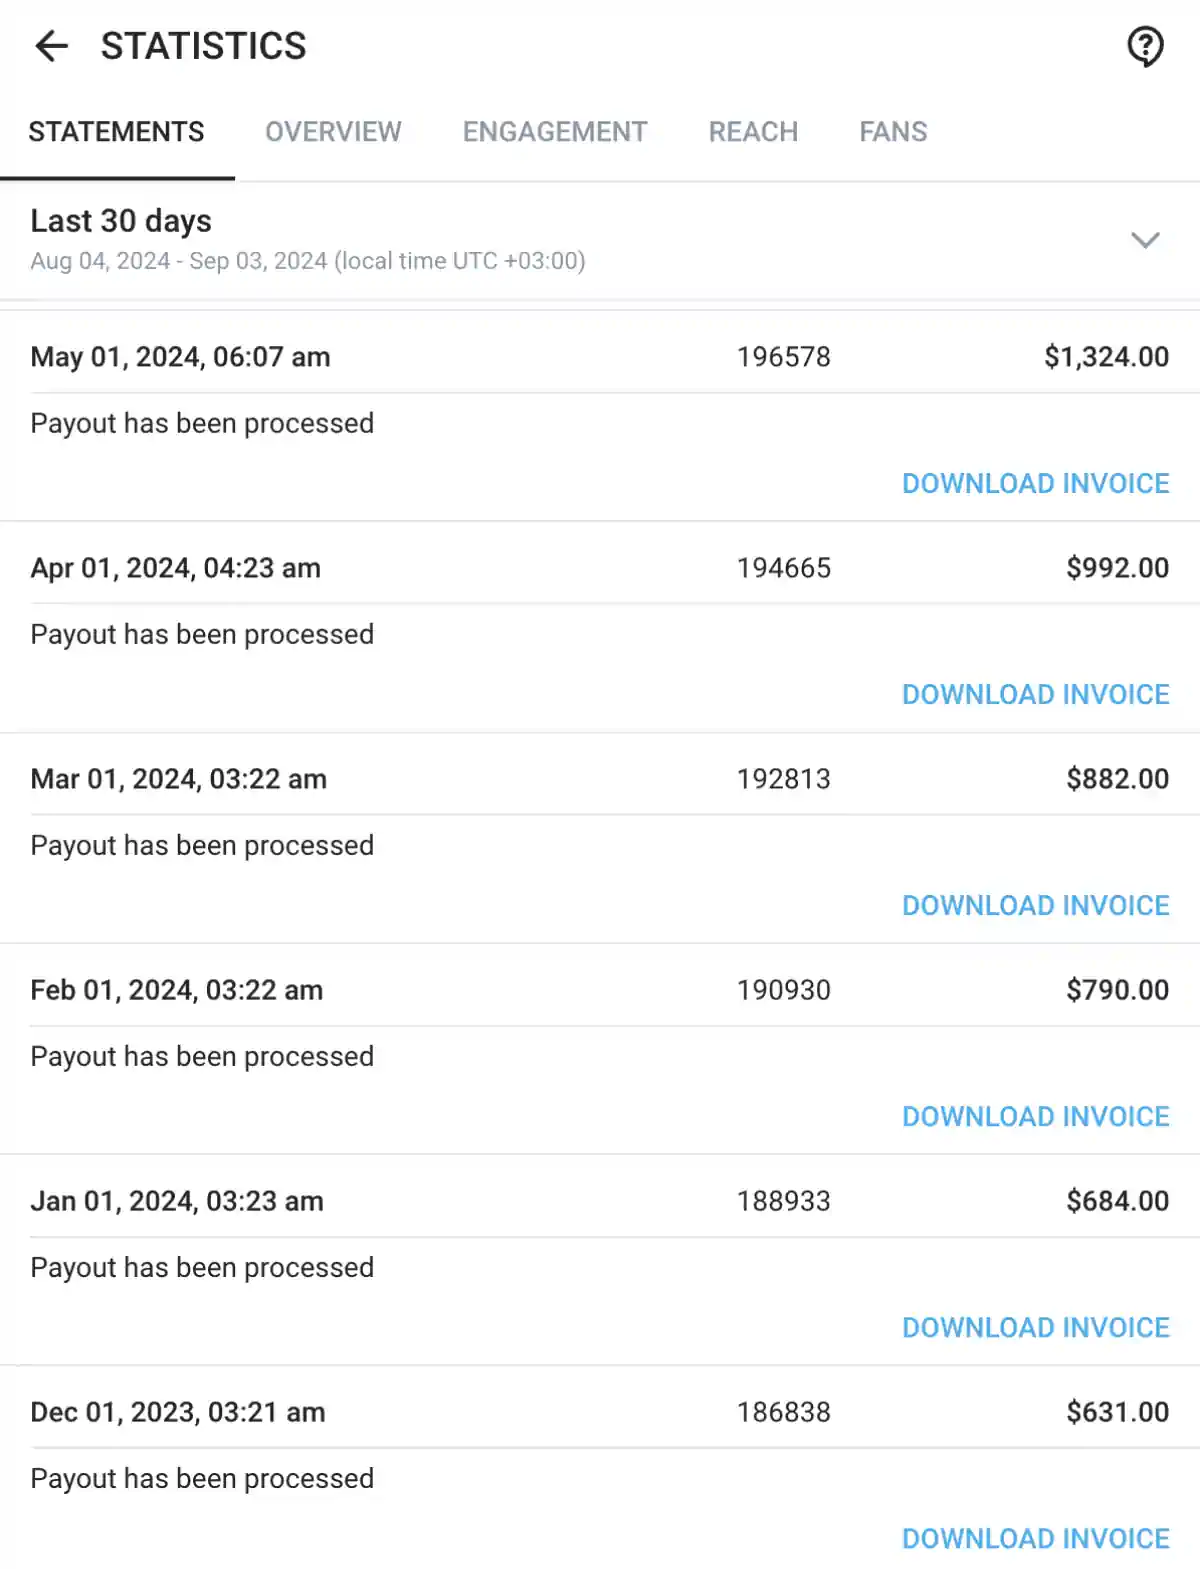 STATISTICS
STATEMENTS OVERVIEW ENGAGEMENT REACH FANS
Last 30 days
Aug 04, 2024 - Sep 03, 2024 (local time UTC +03:00)
May 01, 2024, 06:07 am 196578 $1,324.00
Payout has been processed
DOWNLOAD INVOICE
Apr 01, 2024, 04:23 am 194665 $992.00
Payout has been processed
DOWNLOAD INVOICE
Mar 01, 2024, 03:22 am 192813 $882.00
Payout has been processed
DOWNLOAD INVOICE
Feb 01, 2024, 03:22 am 190930 $790.00
Payout has been processed
DOWNLOAD INVOICE
Jan 01, 2024, 03:23 am 188933 $684.00
Payout has been processed
DOWNLOAD INVOICE
Dec 01, 2023, 03:21 am 186838 $631.00
Payout has been processed
DOWNLOAD INVOICE